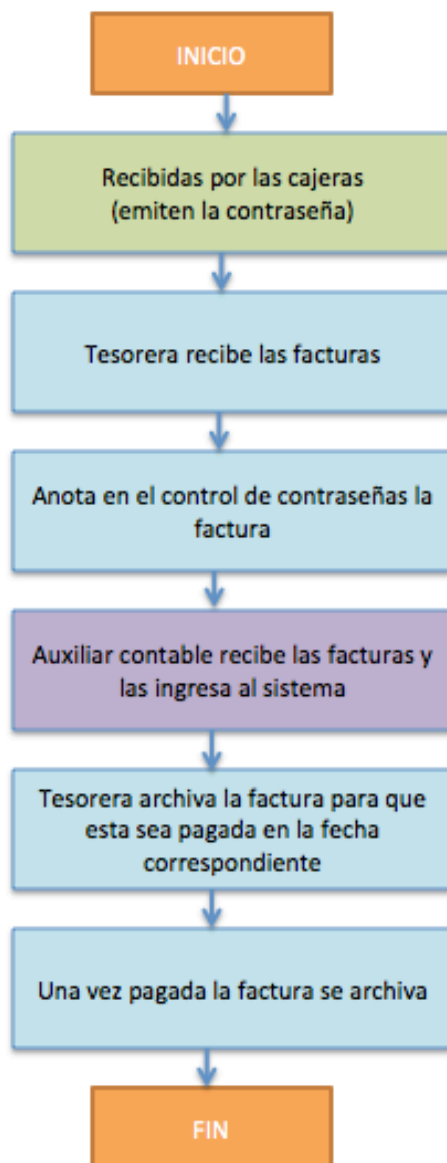 INICIO
Recibidas por las cajeras
(emiten la contraseña)
Tesorera recibe las facturas
Anota en el control de contraseñas la
factura
Auxiliar contable recibe las facturas y
las ingresa al sistema
Tesorera archiva la factura para que
esta sea pagada en la fecha
correspondiente
Una vez pagada la factura se archiva
FIN